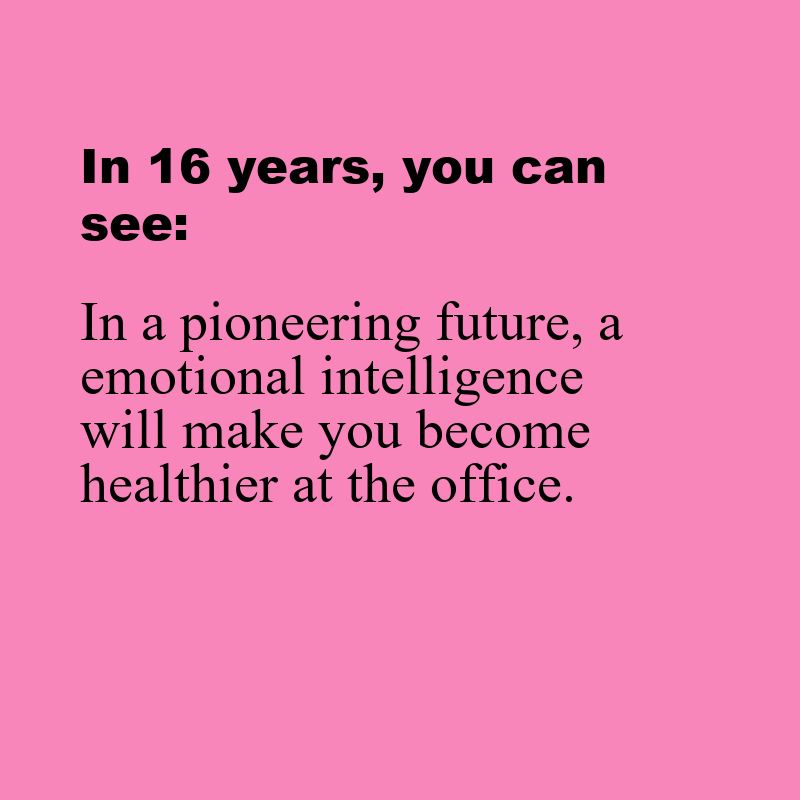 In 16 years, you can
see:
In a pioneering future, a
emotional intelligence
will make you become
healthier at the office.